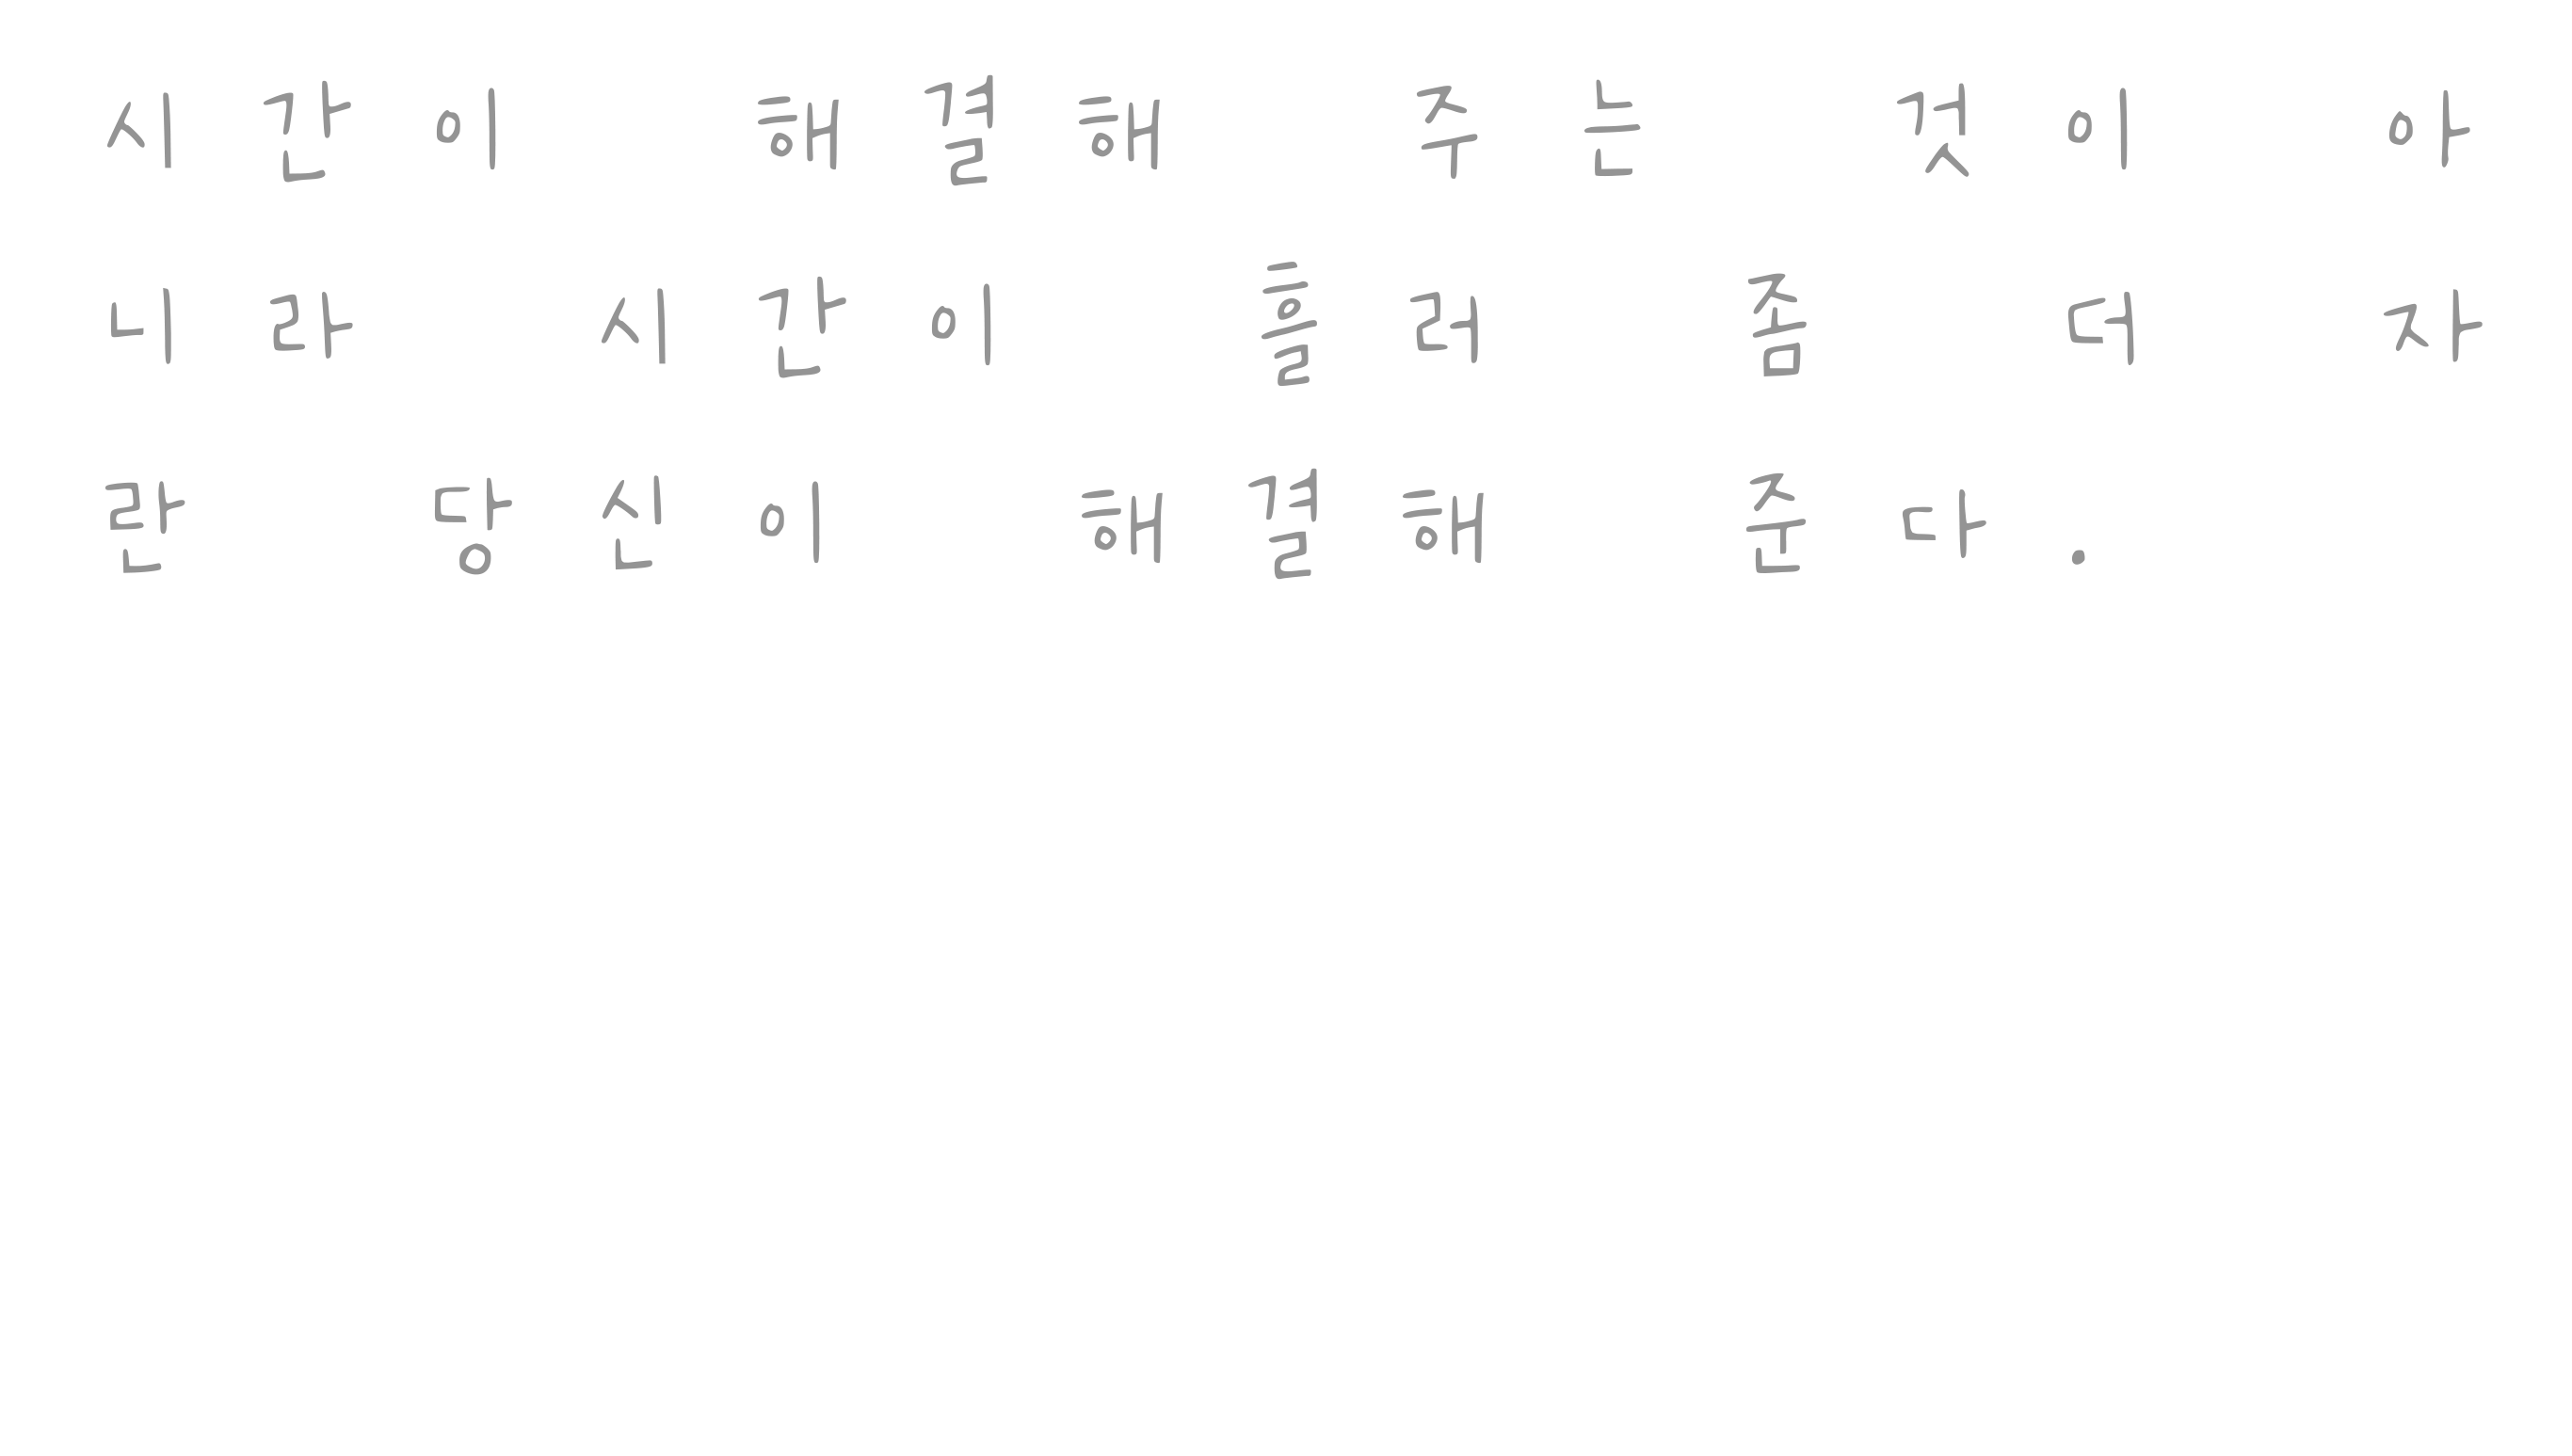 시간이 해결해 주는 것이 아
니라 시간이 흘러 좀 더 자
란 당신이 해결해 준다.